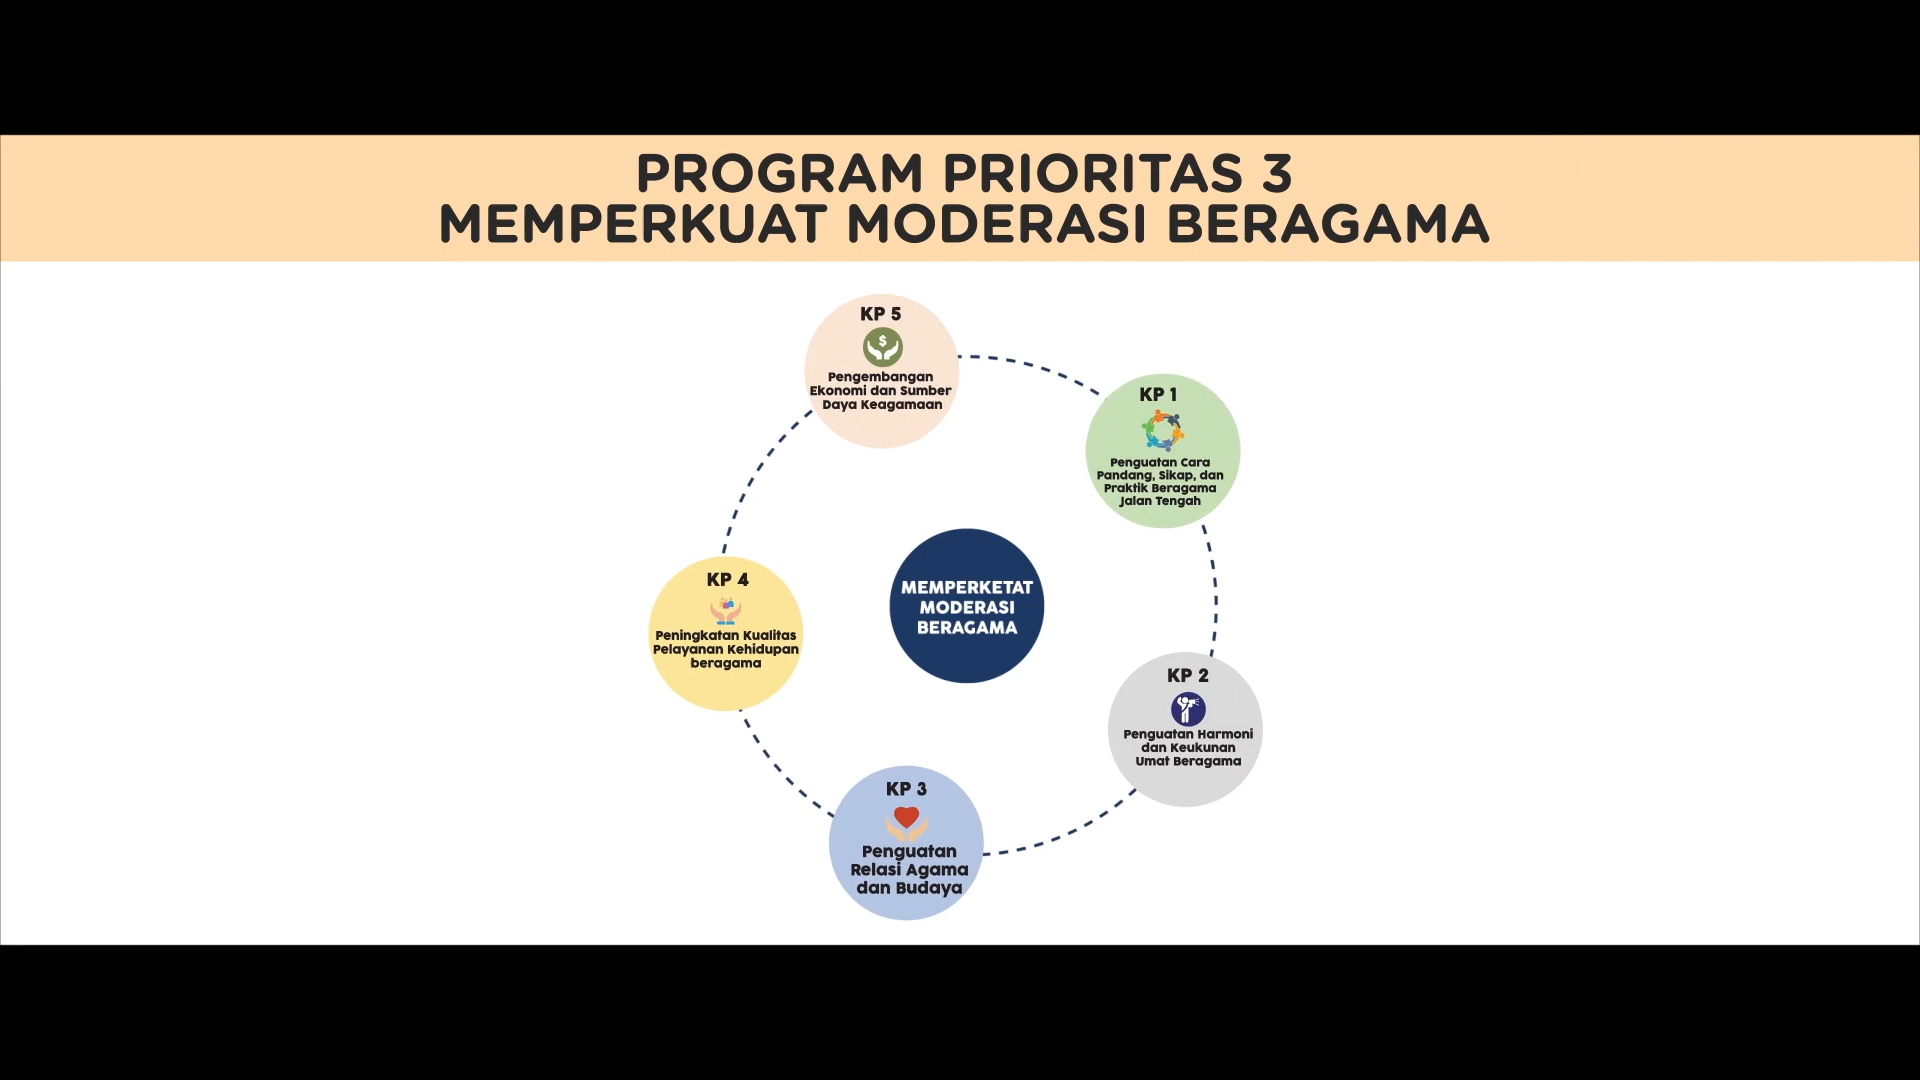 PROGRAM PRIORITAS 3
MEMPERKUAT MODERASI BERAGAMA
KP 5
$
Pengembangan
Ekonomi dan Sumber
Daya Keagamaan
KP 1
Penguatan Cara
Pandang, Sikap, dan
Praktik Beragama
Jalan Tengah
MEMPERKETAT
MODERASI
BERAGAMA
KP 4
Peningkatan Kualitas
Pelayanan Kehidupan
beragama
KP 2
Penguatan Harmoni
dan Keukunan
Umat Beragama
KP 3
Penguatan
Relasi Agama
dan Budaya